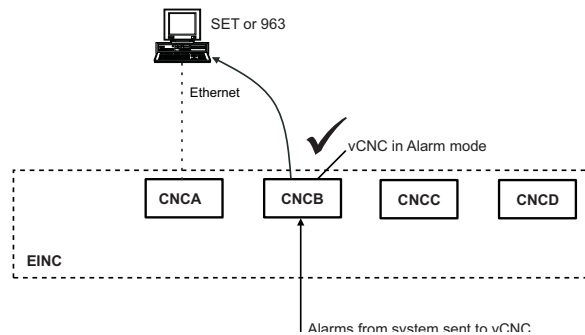 SET or 963
Ethernet
vCNC in Alarm mode
CNCA
CNCB
CNCC
CNCD
EINC
Alarms from system sent to vCNC